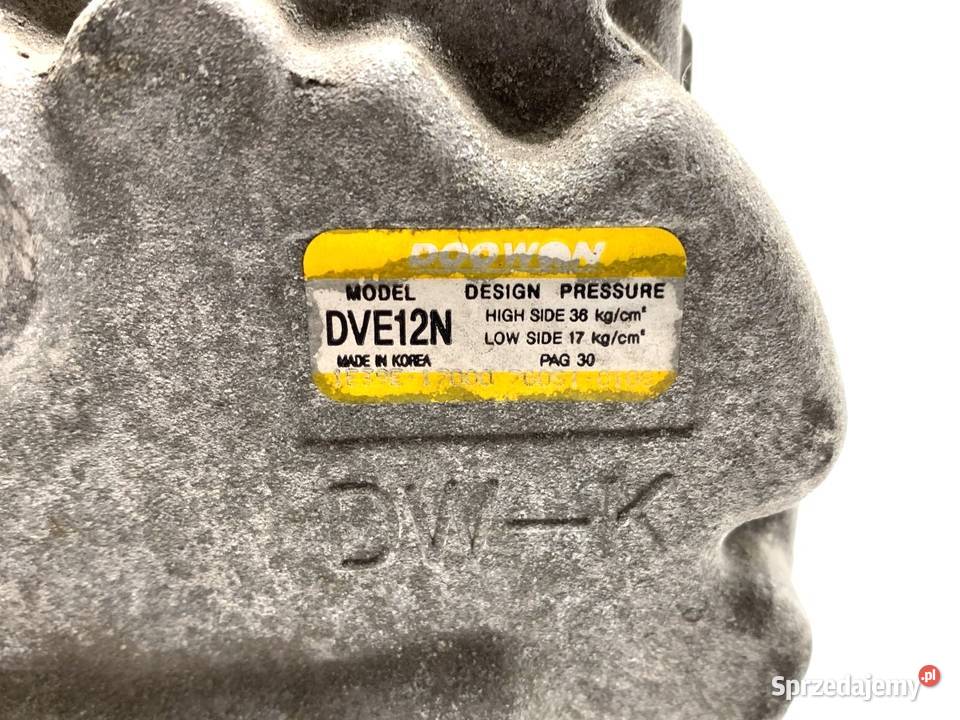 DOOWON
MODEL DESIGN PRESSURE
DVE12N HIGH SIDE 36 kg/cm²
LOW SIDE 17 kg/cm²
MADE IN KOREA PAG 30
DW-K
Sprzedajemy.pl